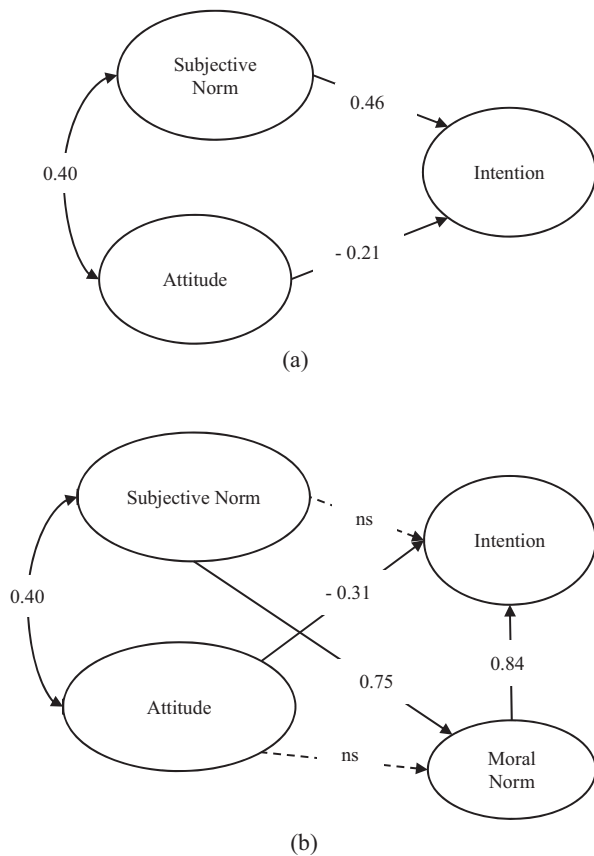 Subjective
Norm
0.46
0.40
Intention
- 0.21
Attitude
(a)
Subjective Norm
ns
Intention
- 0.31
0.40
0.75
0.84
Attitude
ns
Moral
Norm
(b)